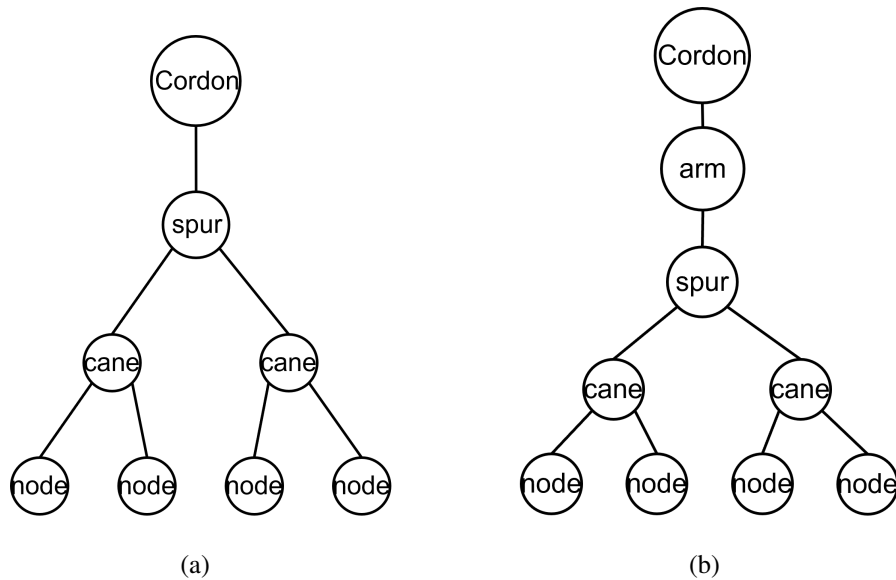 Cordon
spur
cane cane
node node node node
(a)
Cordon
arm
spur
cane cane
node node node node
(b)